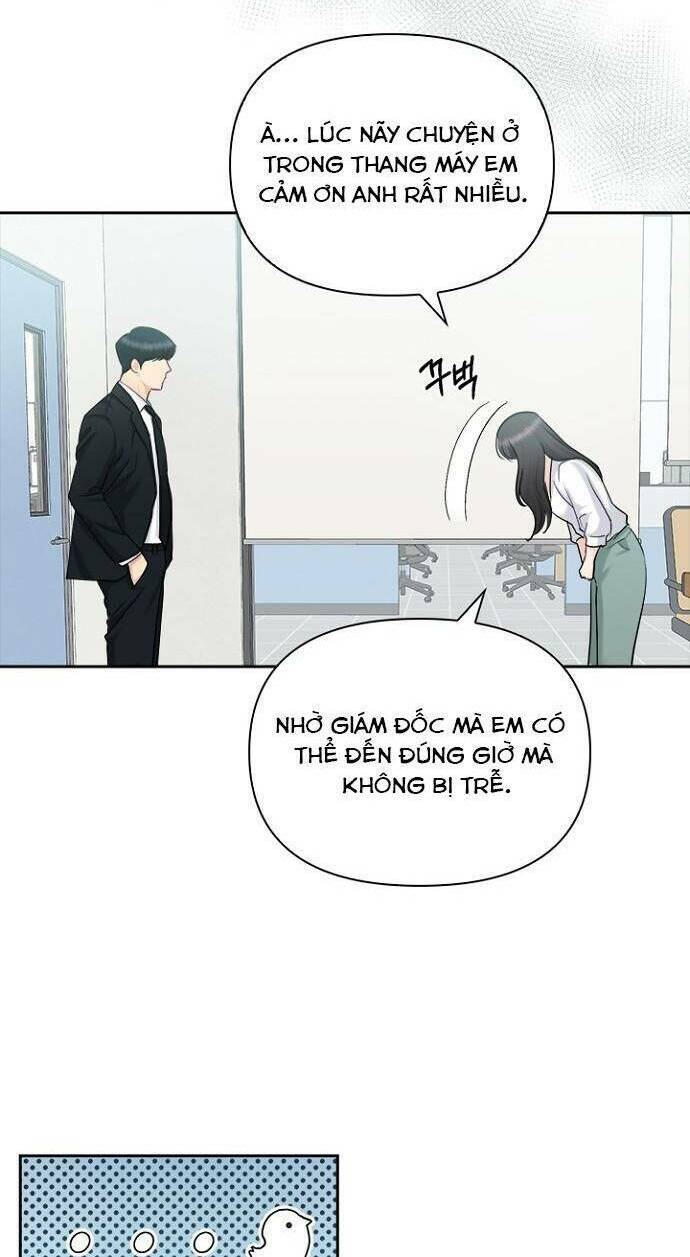 À... LÚC NÃY CHUYỆN Ở
TRONG THANG MÁY EM
CẢM ƠN ANH RẤT NHIỀU.
꾸벅
NHỜ GIÁM ĐỐC MÀ EM CÓ
THỂ ĐẾN ĐÚNG GIỜ MÀ
KHÔNG BỊ TRỄ.